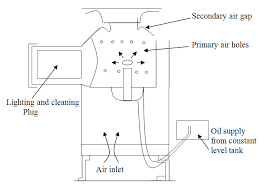 Secondary air gap
Primary air holes
Lighting and cleaning
Plug
Oil supply
from constant
level tank
Air inlet